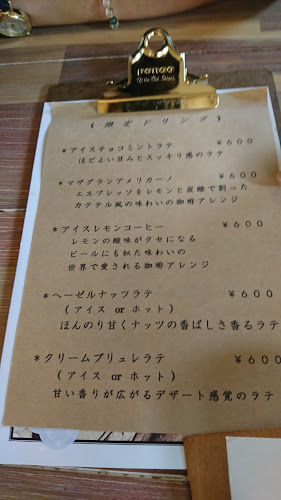 (限定ドリンク)
*アイスチョコミントラテ ¥600
ほどよい甘みとスッキリ感のラテ
*マザグランアメリカーノ ¥600
エスプレッソをレモンと炭酸で割った
カクテル風の味わいの珈琲アレンジ
*アイスレモンコーヒー ¥600
レモンの酸味がクセになる
ビールにも似た味わいの
世界で愛される珈琲アレンジ
*ヘーゼルナッツラテ ¥600
(アイス or ホット)
ほんのり甘くナッツの香ばしさ香るラテ
*クリームブリュレラテ ¥600
(アイス or ホット)
甘い香りが広がるデザート感覚のラテ